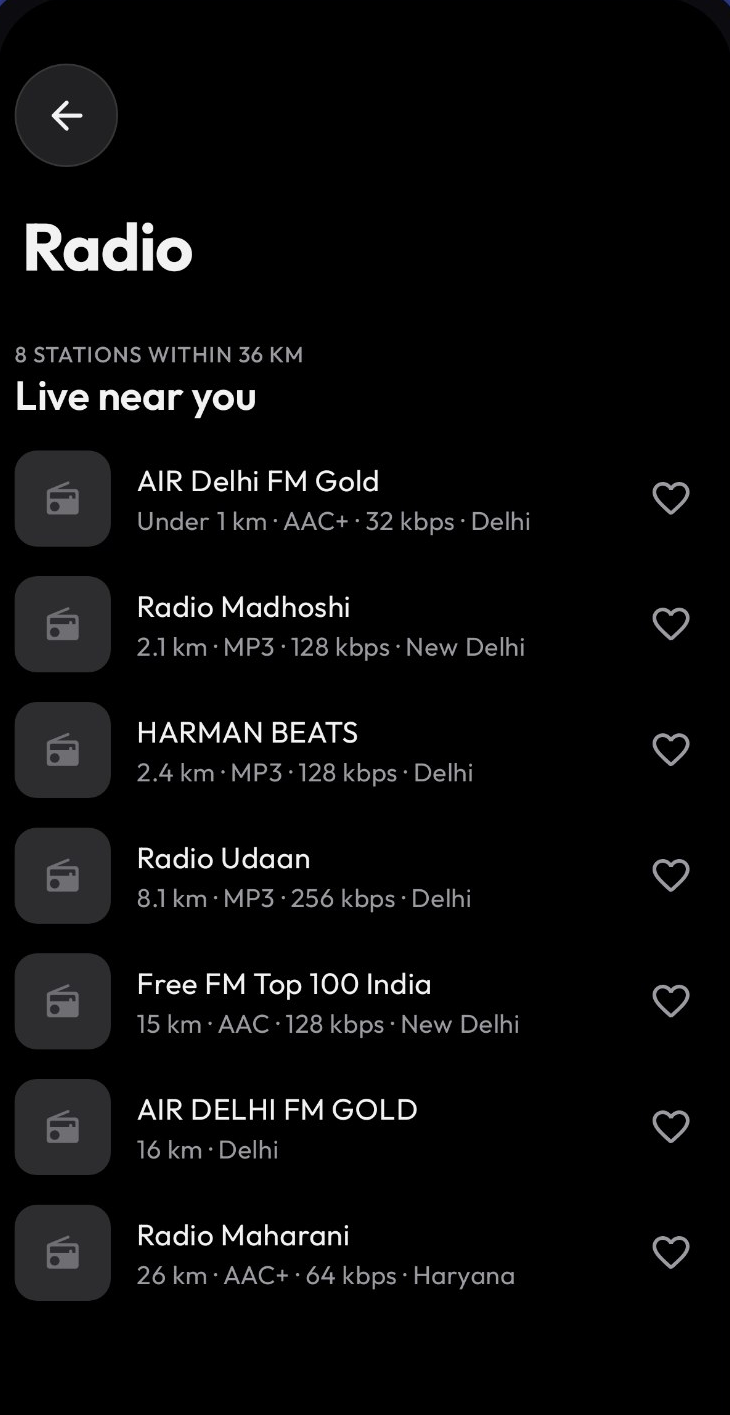 Radio
8 STATIONS WITHIN 36 KM
Live near you
AIR Delhi FM Gold
Under 1 km · AAC+ · 32 kbps · Delhi
Radio Madhoshi
2.1 km · MP3 · 128 kbps · New Delhi
HARMAN BEATS
2.4 km · MP3 · 128 kbps · Delhi
Radio Udaan
8.1 km · MP3 · 256 kbps · Delhi
Free FM Top 100 India
15 km · AAC · 128 kbps · New Delhi
AIR DELHI FM GOLD
16 km · Delhi
Radio Maharani
26 km · AAC+ · 64 kbps · Haryana